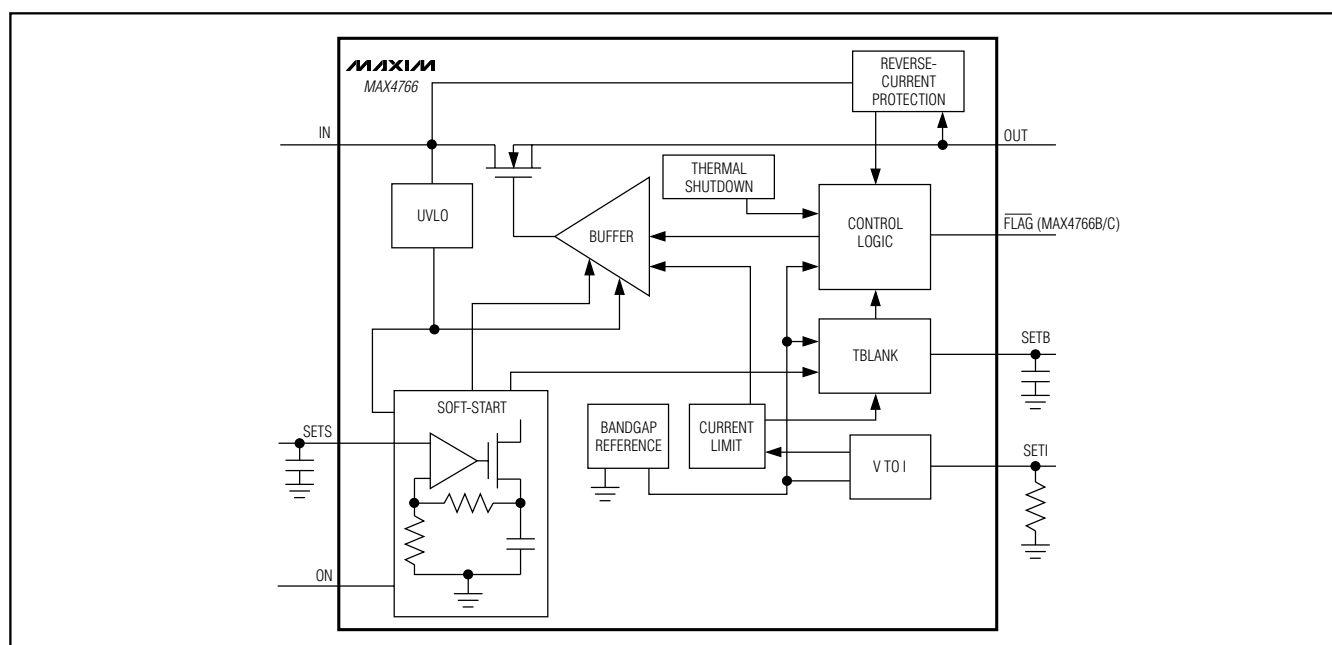 MAXIM
MAX4766
REVERSE-
CURRENT
PROTECTION
IN
OUT
THERMAL
SHUTDOWN
UVLO
BUFFER
CONTROL
LOGIC
FLAG (MAX4766B/C)
TBLANK
SETB
SOFT-START
SETS
BANDGAP
REFERENCE
CURRENT
LIMIT
V TO I
SETI
ON